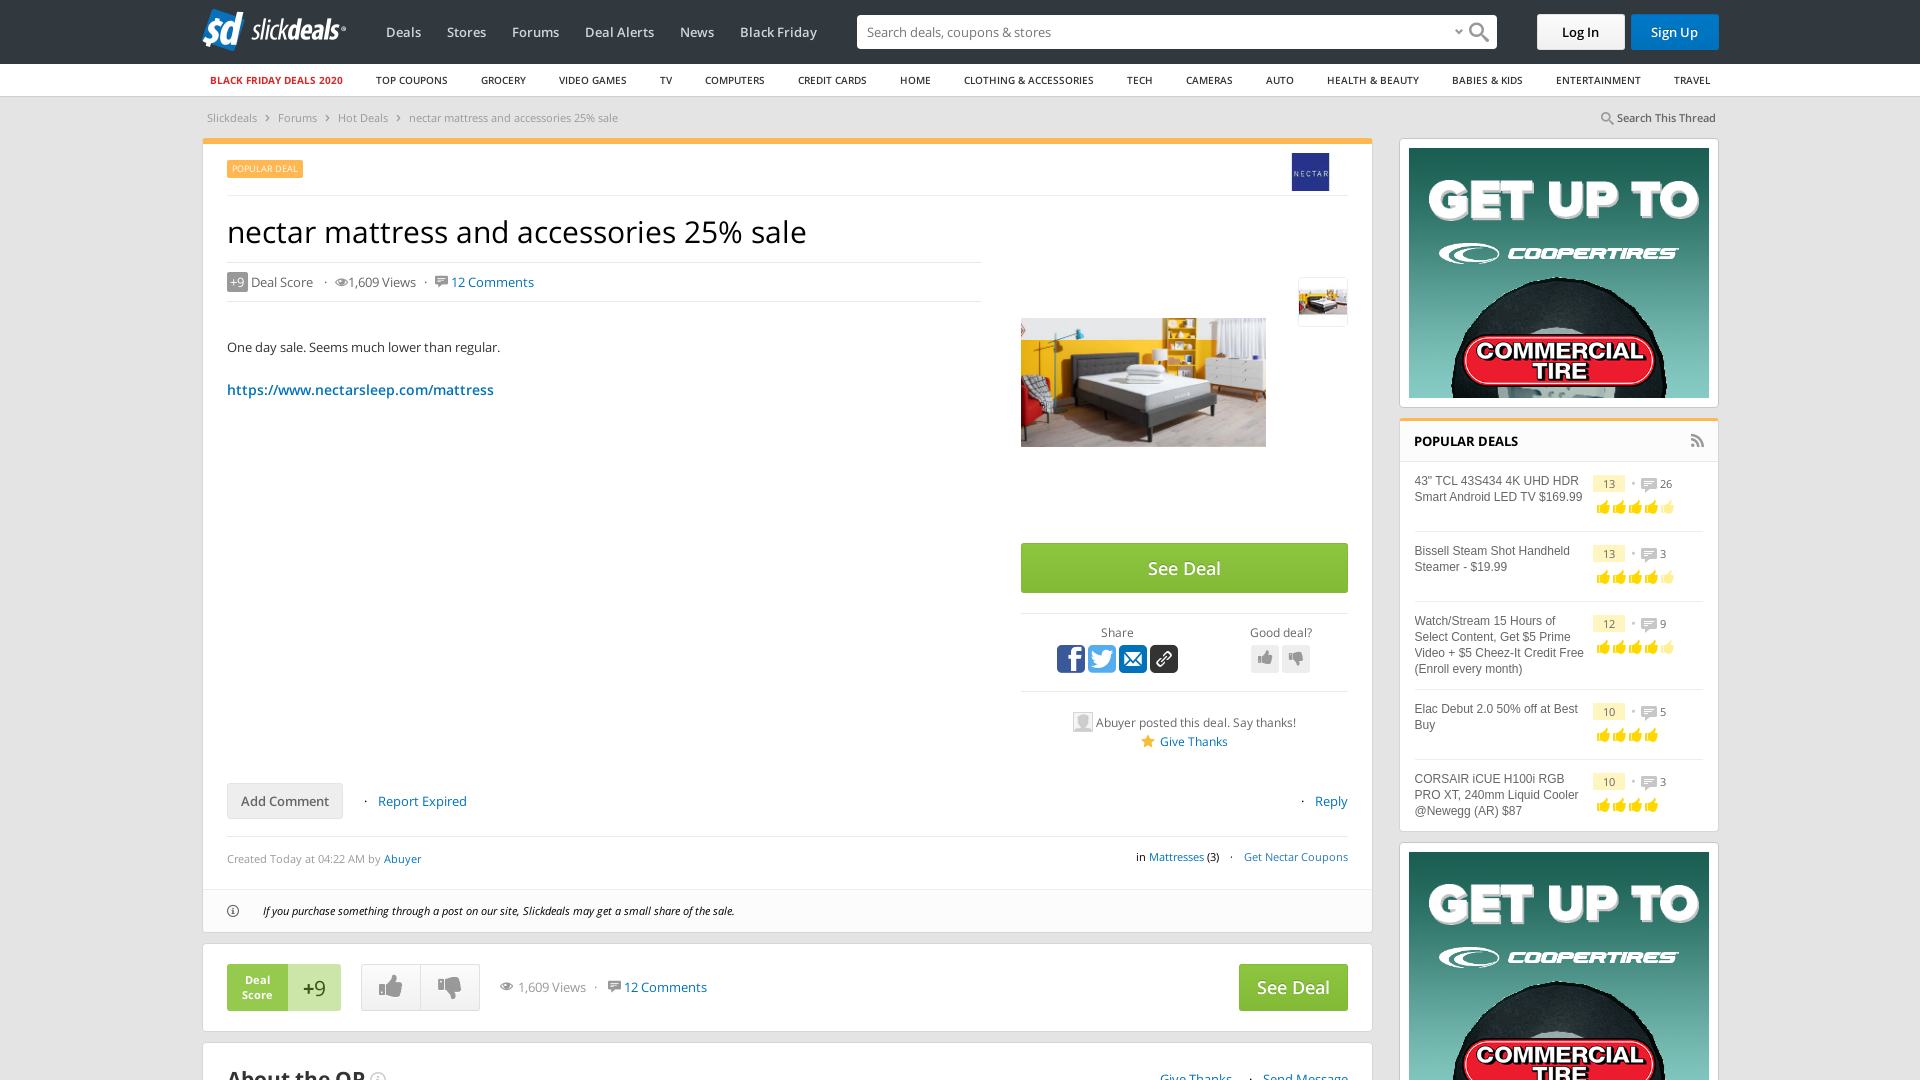 slickdeals
Deals
Stores
Forums
Deal Alerts
News
Black Friday
Search deals, coupons & shops
Log In
Sign Up
BLACK FRIDAY DEALS 2020
TOP COUPONS
GROCERY
VIDEO GAMES
TV
COMPUTERS
CREDIT CARDS
HOME
CLOTHING & ACCESSORIES
TECH
CAMERAS
AUTO
HEALTH & BEAUTY
BABIES & KIDS
ENTERTAINMENT
TRAVEL
Slickdeals › Forums › Hot Deals › nectar mattress and accessories 25% sale
Search This Thread
POPULAR DEAL
NECTAR
nectar mattress and accessories 25% sale
+9 Deal Score · 1,609 Views · 12 Comments
One day sale. Seems much lower than regular.
https://www.nectarsleep.com/mattress
See Deal
Share
Good deal?
Abuyer posted this deal. Say thanks!
Give Thanks
Add Comment
· Report Expired
· Reply
Created Today at 04:22 AM by Abuyer
in Mattresses (3) · Get Nectar Coupons
If you purchase something through a post on our site, Slickdeals may get a small share of the sale.
Deal
Score
+9
1,609 Views · 12 Comments
See Deal
About the OP
Give Thanks · Send Message
GET UP TO
COOPERTIRES
COMMERCIAL
TIRE
POPULAR DEALS
43" TCL 43S434 4K UHD HDR
Smart Android LED TV $169.99
13 • 26
Bissell Steam Shot Handheld
Steamer - $19.99
13 • 3
Watch/Stream 15 Hours of
Select Content, Get $5 Prime
Video + $5 Cheez-It Credit Free
(Enroll every month)
12 • 9
Elac Debut 2.0 50% off at Best
Buy
10 • 5
CORSAIR iCUE H100i RGB
PRO XT, 240mm Liquid Cooler
@Newegg (AR) $87
10 • 3
GET UP TO
COOPERTIRES
COMMERCIAL
TIRE